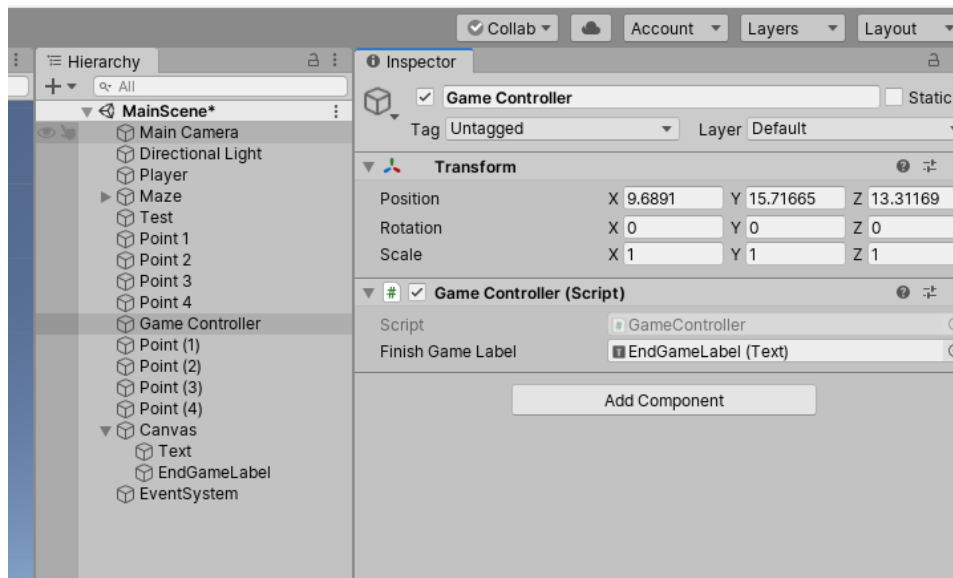 Collab Account Layers Layout
Hierarchy
All
MainScene*
Main Camera
Directional Light
Player
Maze
Test
Point 1
Point 2
Point 3
Point 4
Game Controller
Point (1)
Point (2)
Point (3)
Point (4)
Canvas
Text
EndGameLabel
EventSystem
Inspector
Game Controller Static
Tag Untagged Layer Default
Transform
Position X 9.6891 Y 15.71665 Z 13.31169
Rotation X 0 Y 0 Z 0
Scale X 1 Y 1 Z 1
# Game Controller (Script)
Script # GameController
Finish Game Label T EndGameLabel (Text)
Add Component